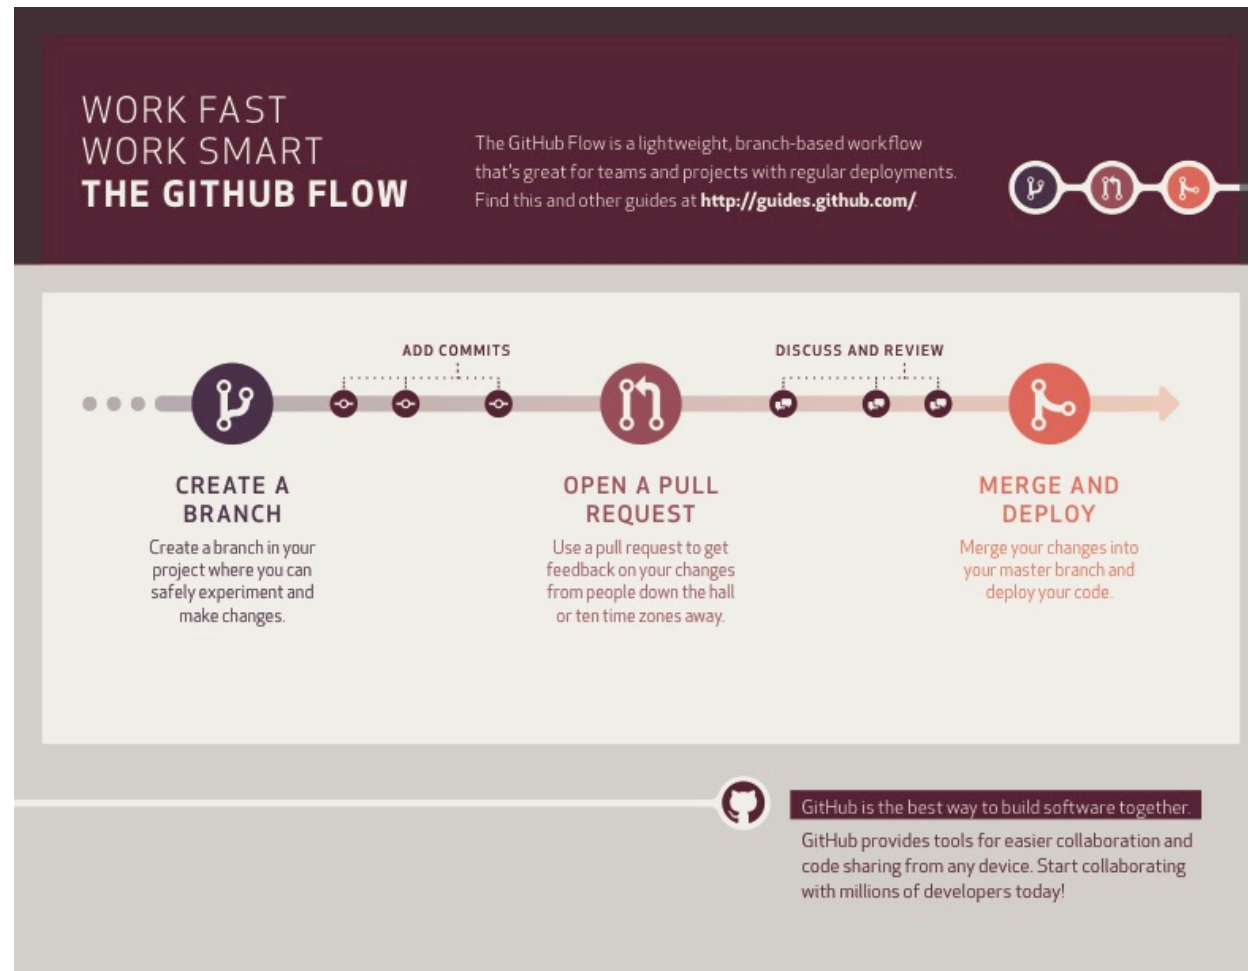 WORK FAST
WORK SMART
THE GITHUB FLOW
The GitHub Flow is a lightweight, branch-based workflow
that's great for teams and projects with regular deployments.
Find this and other guides at http://guides.github.com/.
ADD COMMITS
DISCUSS AND REVIEW
CREATE A
BRANCH
Create a branch in your
project where you can
safely experiment and
make changes.
OPEN A PULL
REQUEST
Use a pull request to get
feedback on your changes
from people down the hall
or ten time zones away.
MERGE AND
DEPLOY
Merge your changes into
your master branch and
deploy your code.
GitHub is the best way to build software together.
GitHub provides tools for easier collaboration and
code sharing from any device. Start collaborating
with millions of developers today!